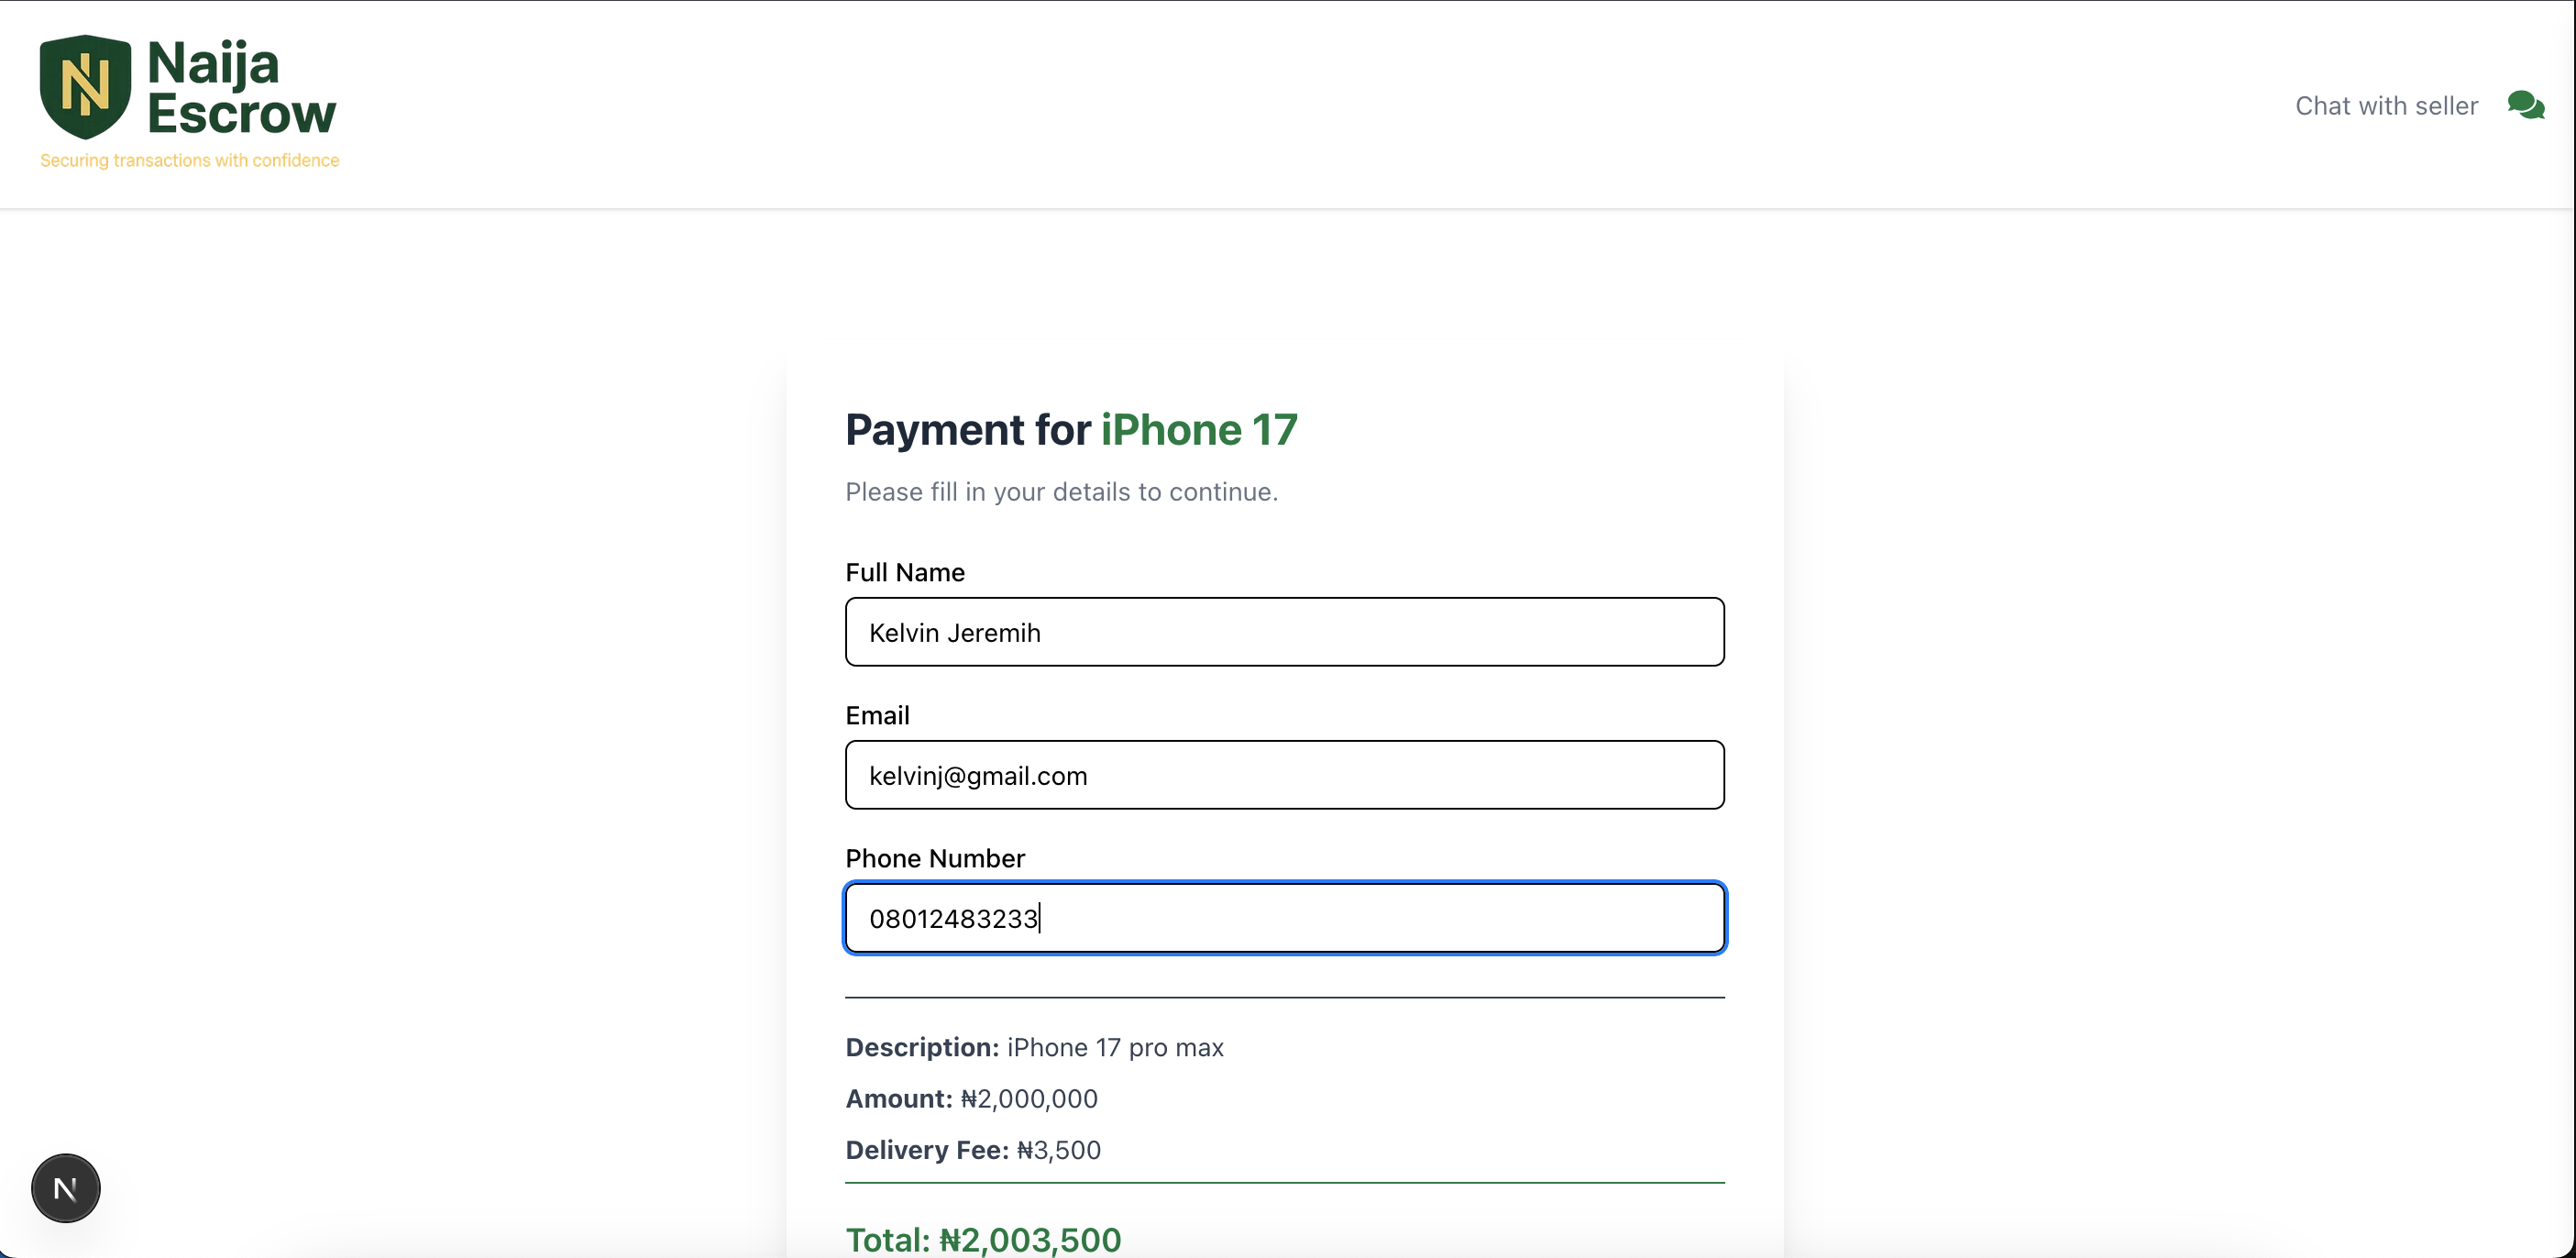 Naija
Escrow
Securing transactions with confidence
Chat with seller
Payment for iPhone 17
Please fill in your details to continue.
Full Name
Kelvin Jeremih
Email
kelvinj@gmail.com
Phone Number
08012483233
Description: iPhone 17 pro max
Amount: ₦2,000,000
Delivery Fee: ₦3,500
Total: ₦2,003,500
N